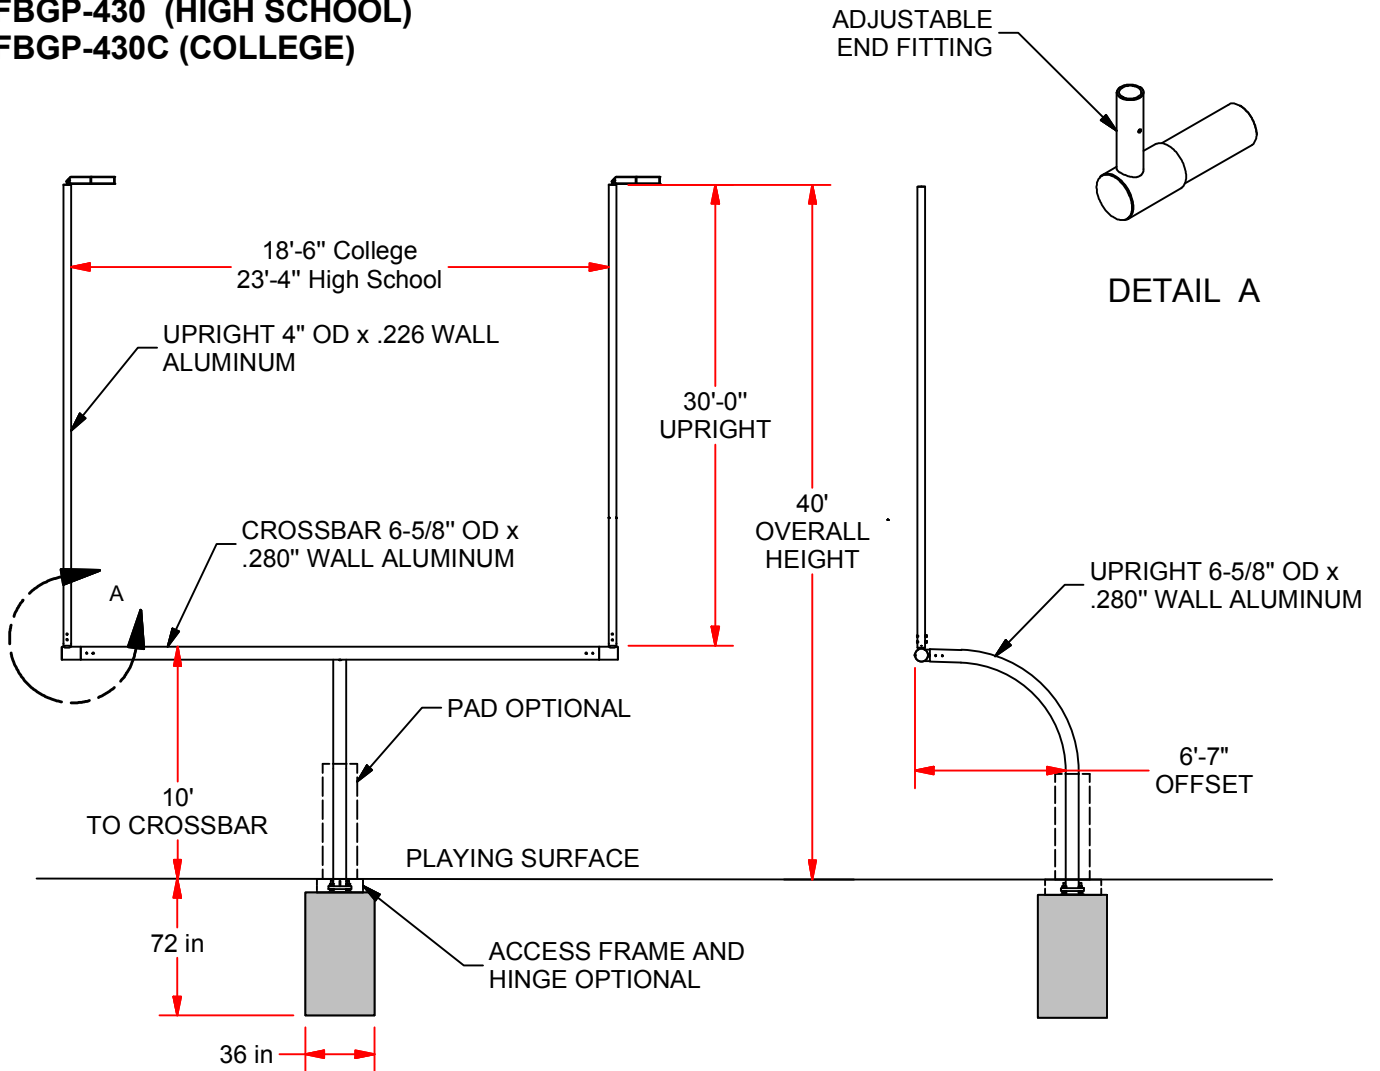 FBGP-430 (HIGH SCHOOL)
FBGP-430C (COLLEGE)
ADJUSTABLE
END FITTING
DETAIL A
18'-6" College
23'-4" High School
UPRIGHT 4" OD x .226 WALL
ALUMINUM
30'-0"
UPRIGHT
40'
OVERALL
HEIGHT
CROSSBAR 6-5/8" OD x
.280" WALL ALUMINUM
A
UPRIGHT 6-5/8" OD x
.280" WALL ALUMINUM
PAD OPTIONAL
6'-7"
OFFSET
10'
TO CROSSBAR
PLAYING SURFACE
72 in
ACCESS FRAME AND
HINGE OPTIONAL
36 in